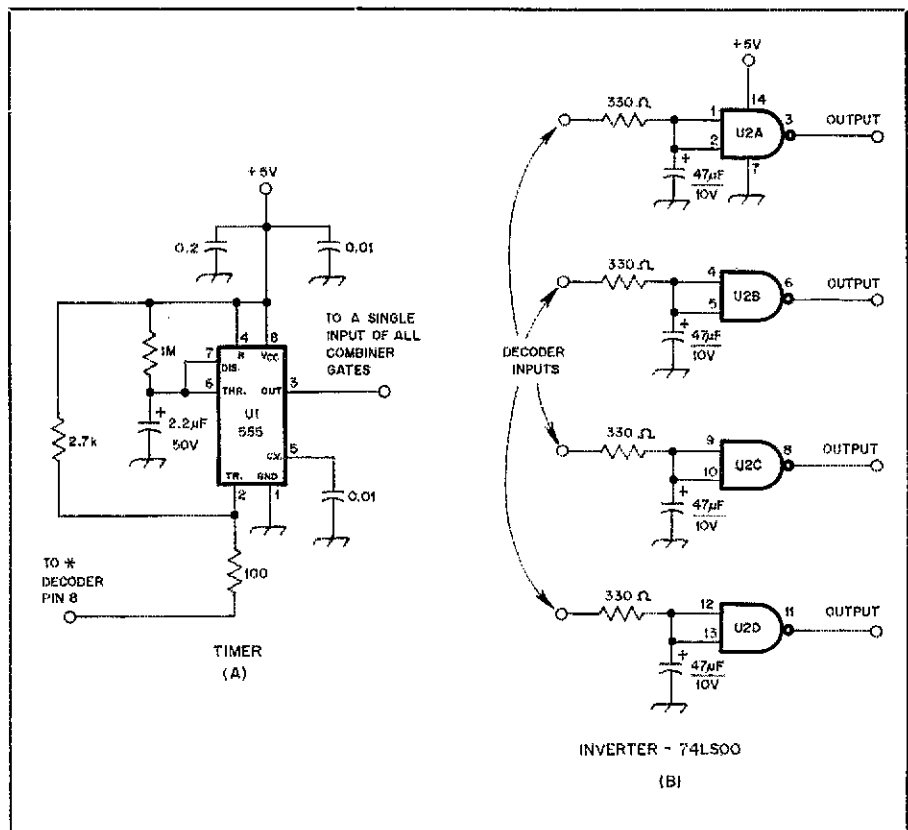 +5V
0.2
0.01
1M
2.7k
2.2µF
50V
7
DIS.
6
THR.
4
R
8
VCC
OUT
3
U1
555
CV.
5
TR.
2
GND
1
0.01
100
TO A SINGLE
INPUT OF ALL
COMBINER
GATES
TO *
DECODER
PIN 8
TIMER
(A)
+5V
330 Ω
1
2
14
U2A
3
7
OUTPUT
+
47µF
10V
330 Ω
4
5
U2B
6
OUTPUT
+
47µF
10V
DECODER
INPUTS
330 Ω
9
10
U2C
8
OUTPUT
+
47µF
10V
330 Ω
12
13
U2D
11
OUTPUT
+
47µF
10V
INVERTER - 74LS00
(B)